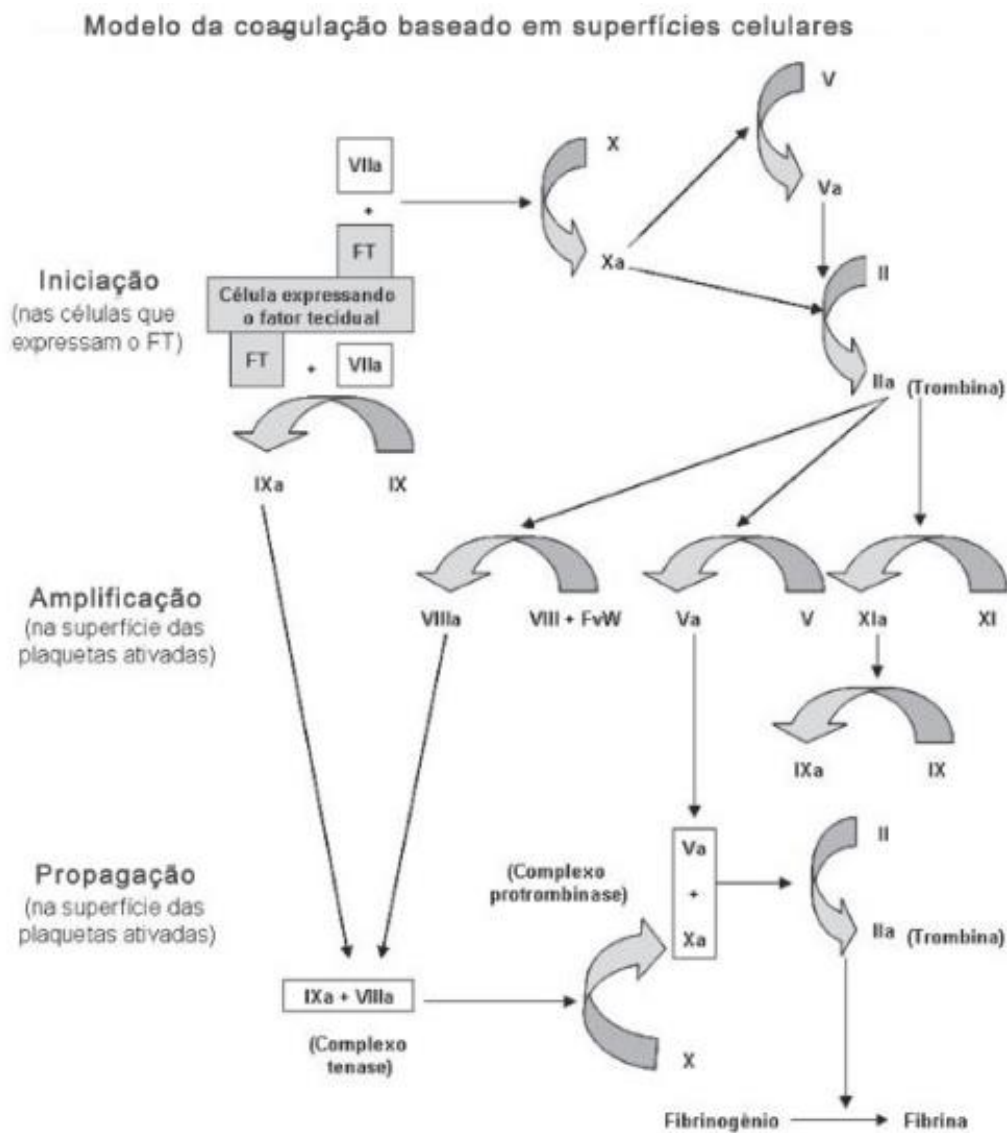 Modelo da coagulação baseado em superfícies celulares
V
X
VIIa
+
Va
FT
Xa
II
Iniciação
(nas células que
expressam o FT)
Célula expressando
o fator tecidual
FT
+
VIIa
IIa (Trombina)
IXa
IX
Amplificação
(na superfície das
plaquetas ativadas)
VIIIa
VIII + FvW
Va
V
XIa
XI
IXa
IX
Propagação
(na superfície das
plaquetas ativadas)
(Complexo
protrombinase)
Va
+
Xa
II
IIa (Trombina)
IXa + VIIIa
(Complexo
tenase)
X
Fibrinogênio
Fibrina